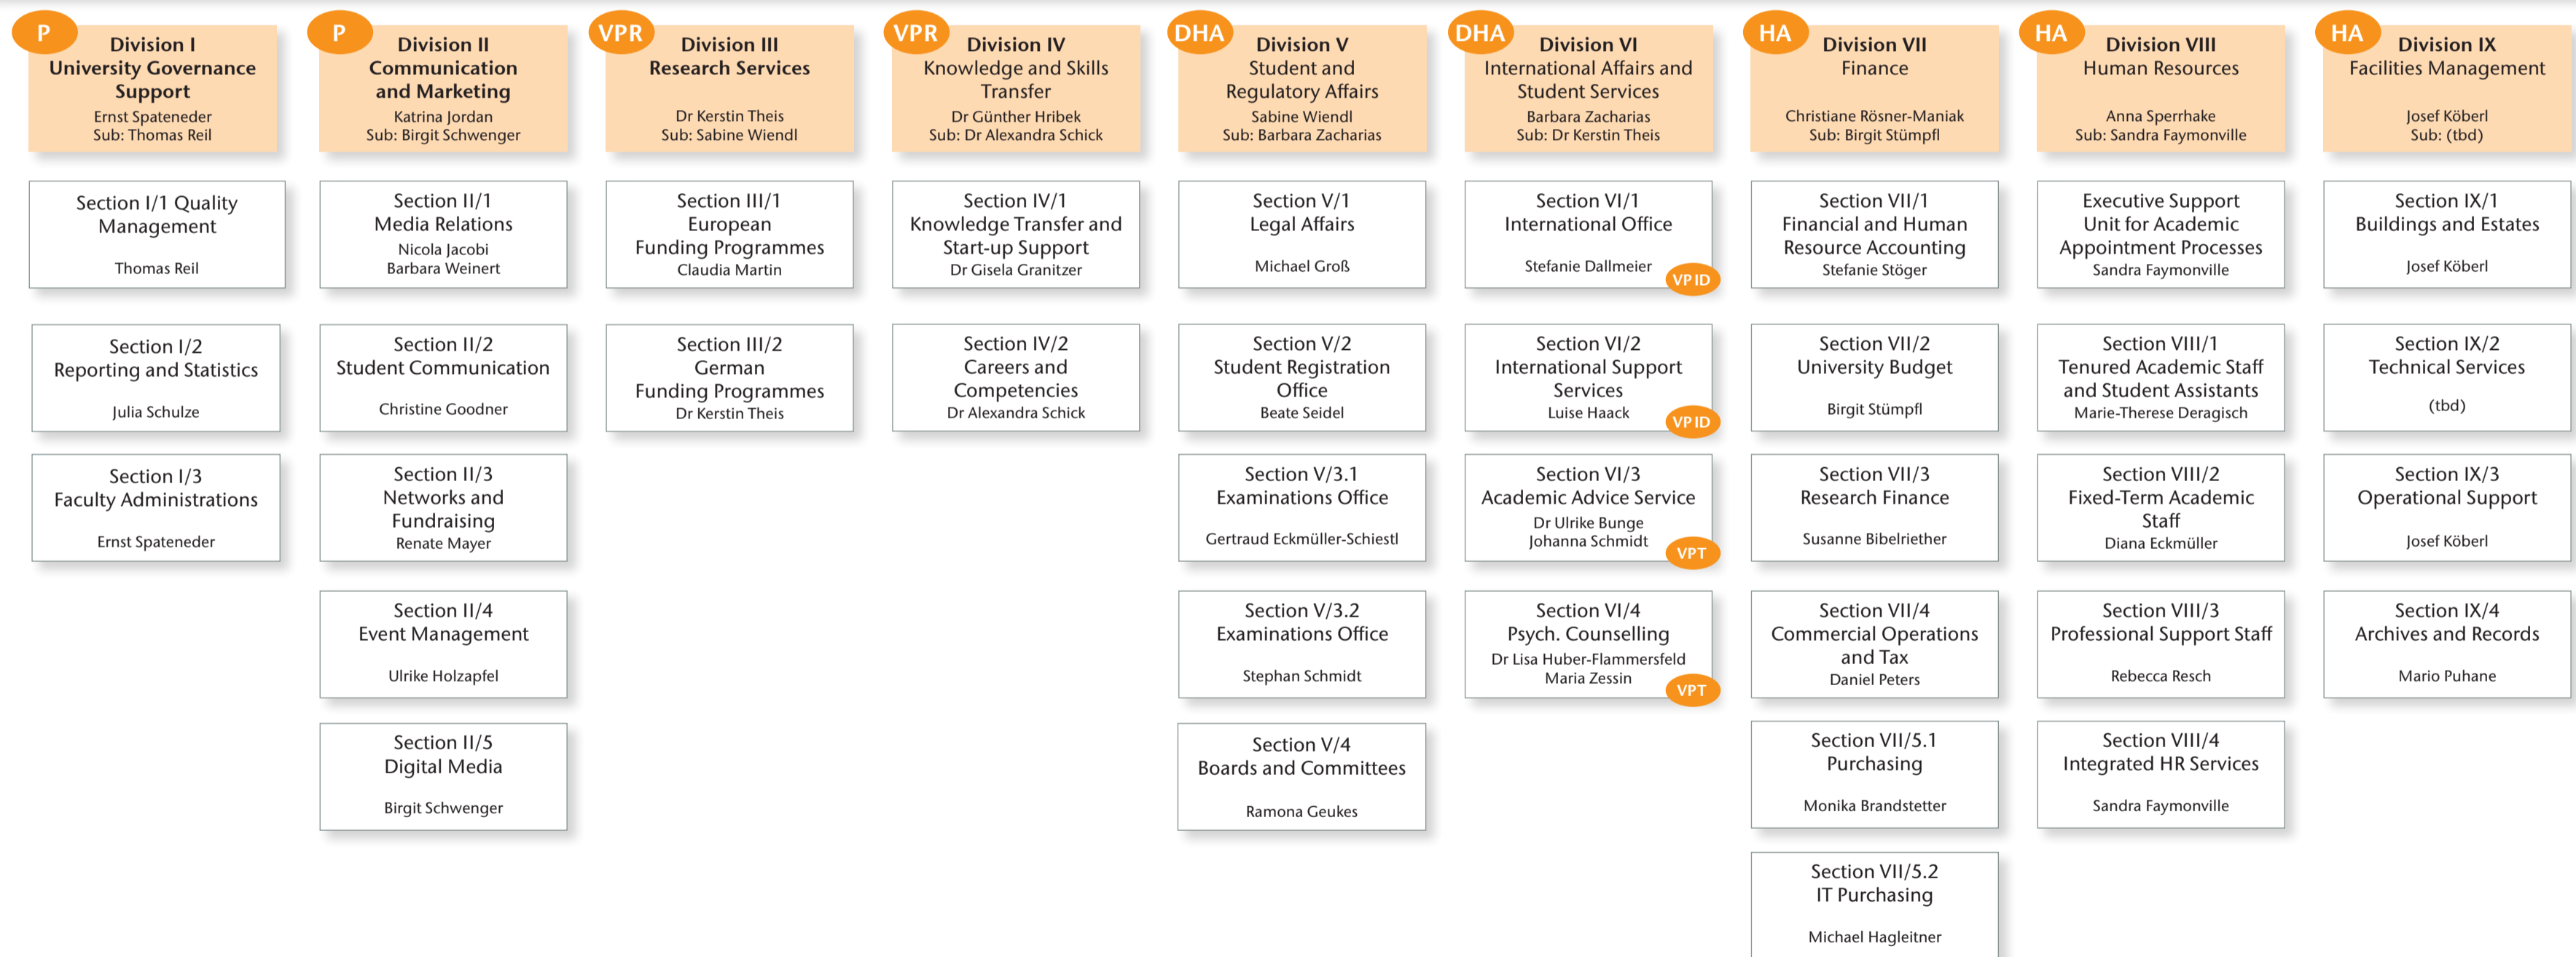 P
Division I
University Governance
Support
Ernst Spateneder
Sub: Thomas Reil
Section I/1 Quality
Management
Thomas Reil
Section I/2
Reporting and Statistics
Julia Schulze
Section I/3
Faculty Administrations
Ernst Spateneder
P
Division II
Communication
and Marketing
Katrina Jordan
Sub: Birgit Schwenger
Section II/1
Media Relations
Nicola Jacobi
Barbara Weinert
Section II/2
Student Communication
Christine Goodner
Section II/3
Networks and
Fundraising
Renate Mayer
Section II/4
Event Management
Ulrike Holzapfel
Section II/5
Digital Media
Birgit Schwenger
VPR
Division III
Research Services
Dr Kerstin Theis
Sub: Sabine Wiendl
Section III/1
European
Funding Programmes
Claudia Martin
Section III/2
German
Funding Programmes
Dr Kerstin Theis
VPR
Division IV
Knowledge and Skills
Transfer
Dr Günther Hribek
Sub: Dr Alexandra Schick
Section IV/1
Knowledge Transfer and
Start-up Support
Dr Gisela Granitzer
Section IV/2
Careers and
Competencies
Dr Alexandra Schick
DHA
Division V
Student and
Regulatory Affairs
Sabine Wiendl
Sub: Barbara Zacharias
Section V/1
Legal Affairs
Michael Groß
Section V/2
Student Registration
Office
Beate Seidel
Section V/3.1
Examinations Office
Gertraud Eckmüller-Schiestl
Section V/3.2
Examinations Office
Stephan Schmidt
Section V/4
Boards and Committees
Ramona Geukes
DHA
Division VI
International Affairs and
Student Services
Barbara Zacharias
Sub: Dr Kerstin Theis
Section VI/1
International Office
Stefanie Dallmeier
VPID
Section VI/2
International Support
Services
Luise Haack
VPID
Section VI/3
Academic Advice Service
Dr Ulrike Bunge
Johanna Schmidt
VPT
Section VI/4
Psych. Counselling
Dr Lisa Huber-Flammersfeld
Maria Zessin
VPT
HA
Division VII
Finance
Christiane Rösner-Maniak
Sub: Birgit Stümpfl
Section VII/1
Financial and Human
Resource Accounting
Stefanie Stöger
Section VII/2
University Budget
Birgit Stümpfl
Section VII/3
Research Finance
Susanne Bibelriether
Section VII/4
Commercial Operations
and Tax
Daniel Peters
Section VII/5.1
Purchasing
Monika Brandstetter
Section VII/5.2
IT Purchasing
Michael Hagleitner
HA
Division VIII
Human Resources
Anna Sperrhake
Sub: Sandra Faymonville
Executive Support
Unit for Academic
Appointment Processes
Sandra Faymonville
Section VIII/1
Tenured Academic Staff
and Student Assistants
Marie-Therese Deragisch
Section VIII/2
Fixed-Term Academic
Staff
Diana Eckmüller
Section VIII/3
Professional Support Staff
Rebecca Resch
Section VIII/4
Integrated HR Services
Sandra Faymonville
HA
Division IX
Facilities Management
Josef Köberl
Sub: (tbd)
Section IX/1
Buildings and Estates
Josef Köberl
Section IX/2
Technical Services
(tbd)
Section IX/3
Operational Support
Josef Köberl
Section IX/4
Archives and Records
Mario Puhane